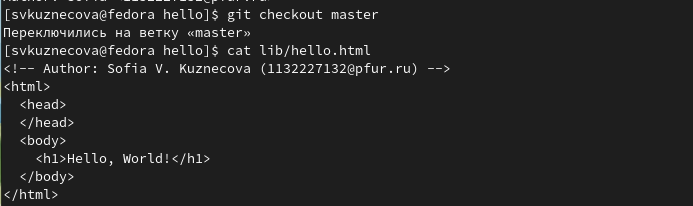 [svkuznecova@fedora hello]$ git checkout master
Переключились на ветку «master»
[svkuznecova@fedora hello]$ cat lib/hello.html
<!-- Author: Sofia V. Kuznecova (1132227132@pfur.ru) -->
<html>
  <head>
  </head>
  <body>
    <h1>Hello, World!</h1>
  </body>
</html>